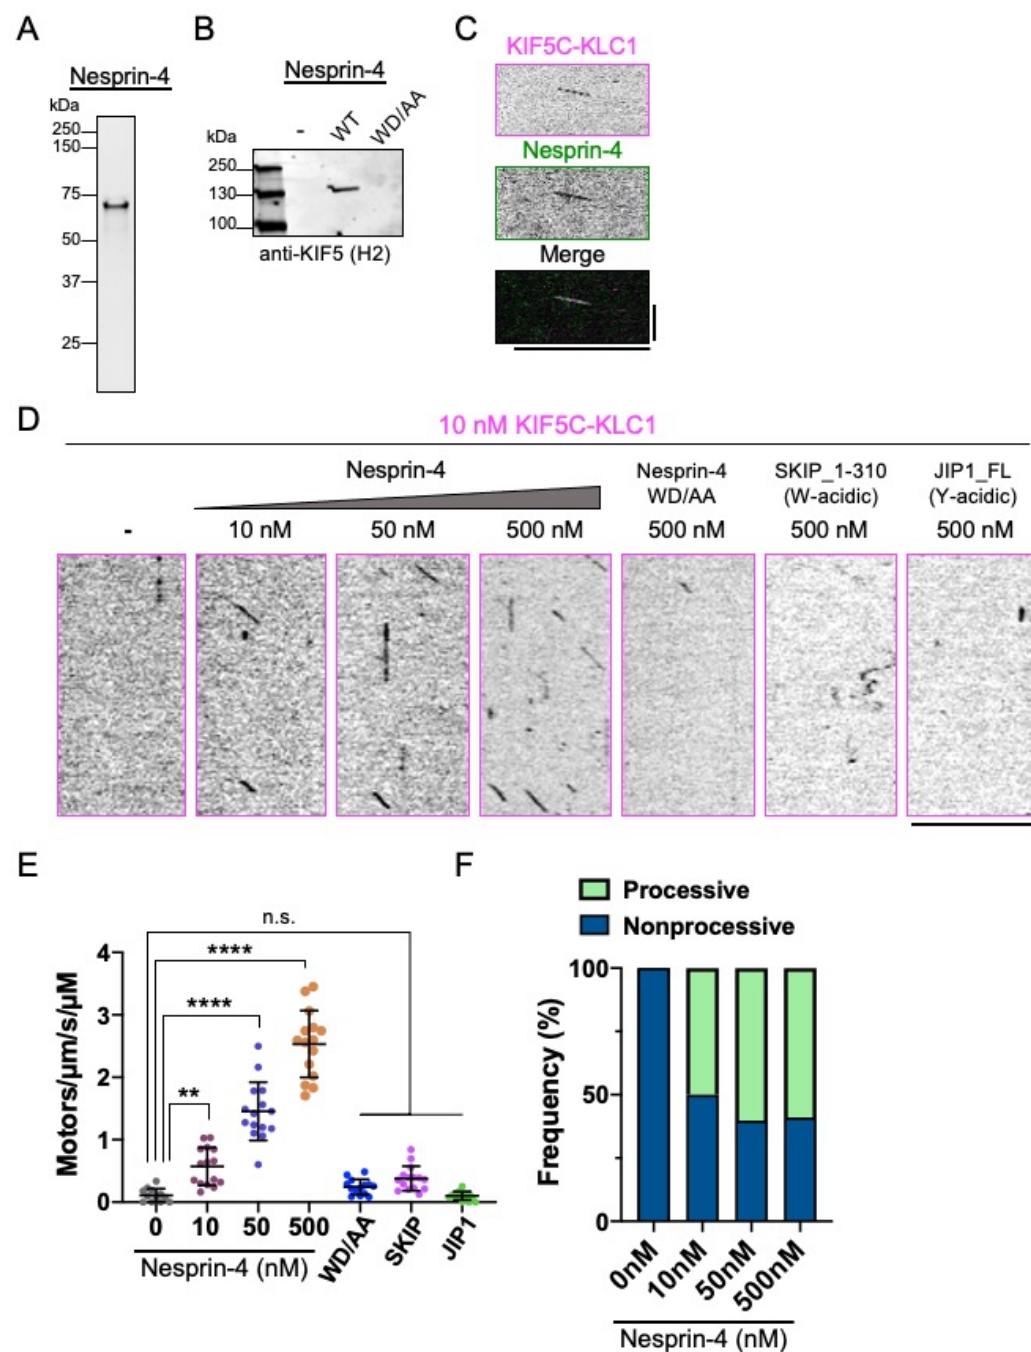 A
Nesprin-4
kDa
250
150
75
50
37
25
B
Nesprin-4
- WT WD/AA
kDa
250
130
100
anti-KIF5 (H2)
C
KIF5C-KLC1
Nesprin-4
Merge
D
10 nM KIF5C-KLC1
Nesprin-4
Nesprin-4 WD/AA
SKIP_1-310 (W-acidic)
JIP1_FL (Y-acidic)
- 10 nM 50 nM 500 nM 500 nM 500 nM 500 nM
E
n.s.
****
****
**
Motors/µm/s/µM
4
3
2
1
0
0 10 50 500 WD/AA SKIP JIP1
Nesprin-4 (nM)
F
Processive
Nonprocessive
Frequency (%)
100
50
0
0nM 10nM 50nM 500nM
Nesprin-4 (nM)